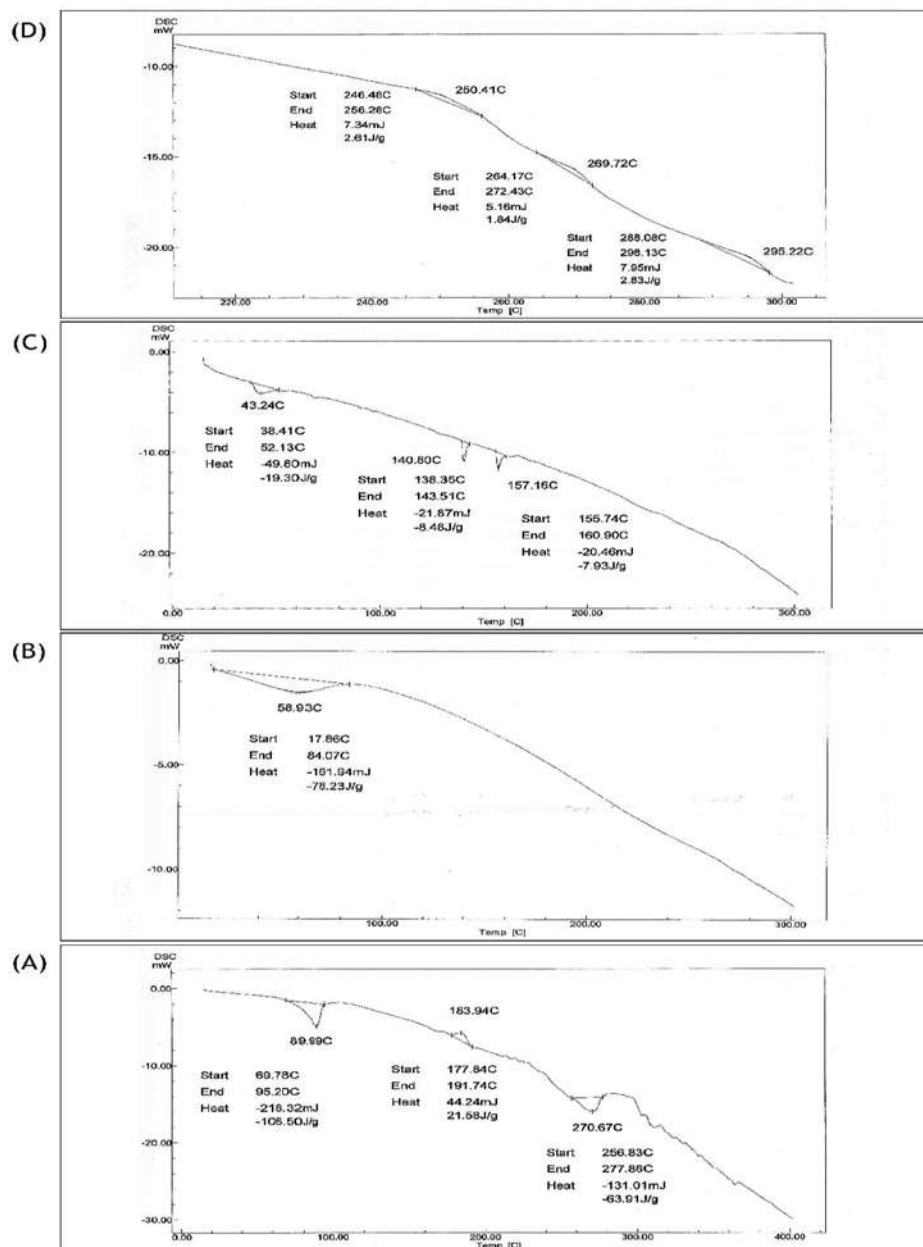 (D)
DSC
mW
-10.00
-15.00
-20.00
250.41C
Start 246.48C
End 256.28C
Heat 7.34mJ
2.61J/g
269.72C
Start 264.17C
End 272.43C
Heat 5.16mJ
1.84J/g
295.22C
Start 288.08C
End 298.13C
Heat 7.95mJ
2.83J/g
220.00 240.00 260.00 280.00 300.00
Temp [C]
(C)
DSC
mW
0.00
-10.00
-20.00
43.24C
Start 38.41C
End 52.13C
Heat -49.80mJ
-19.30J/g
140.80C
Start 138.35C
End 143.51C
Heat -21.87mJ
-8.48J/g
157.16C
Start 155.74C
End 160.90C
Heat -20.46mJ
-7.93J/g
0.00 100.00 200.00 300.00
Temp [C]
(B)
DSC
mW
0.00
-5.00
-10.00
58.93C
Start 17.86C
End 84.07C
Heat -161.94mJ
-78.23J/g
100.00 200.00 300.00
Temp [C]
(A)
DSC
mW
0.00
-10.00
-20.00
-30.00
89.99C
Start 69.78C
End 95.20C
Heat -218.32mJ
-106.50J/g
183.94C
Start 177.84C
End 191.74C
Heat 44.24mJ
21.58J/g
270.67C
Start 256.83C
End 277.86C
Heat -131.01mJ
-63.91J/g
0.00 100.00 200.00 300.00 400.00
Temp [C]